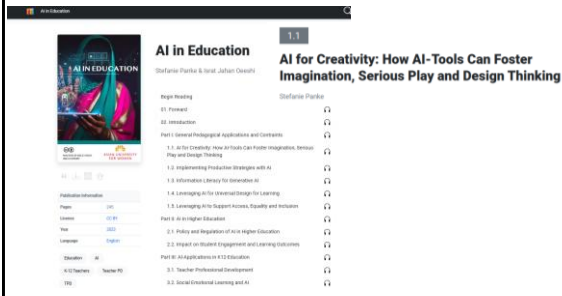 AI in Education
AI IN EDUCATION
ASIAN UNIVERSITY
FOR WOMEN
AI in Education
Stefanie Panke & Israt Jahan Oeeshi
Begin Reading
01. Forward
02. Introduction
Part I: General Pedagogical Applications and Contraints
1.1. AI for Creativity: How AI-Tools Can Foster Imagination, Serious
Play and Design Thinking
1.2. Implementing Productive Strategies with AI
1.3. Information Literacy for Generative AI
1.4. Leveraging AI for Universal Design for Learning
1.5. Leveraging AI to Support Access, Equality and Inclusion
Part II: AI in Higher Education
2.1. Policy and Regulation of AI in Higher Education
2.2. Impact on Student Engagement and Learning Outcomes
Part III: AI Applications in K12 Education
3.1. Teacher Professional Development
3.2. Social Emotional Learning and AI
Publication Information
Pages
License CC BY
Year
Language English
Education AI
K-12 Teachers Teacher PD
1.1
AI for Creativity: How AI-Tools Can Foster
Imagination, Serious Play and Design Thinking
Stefanie Panke